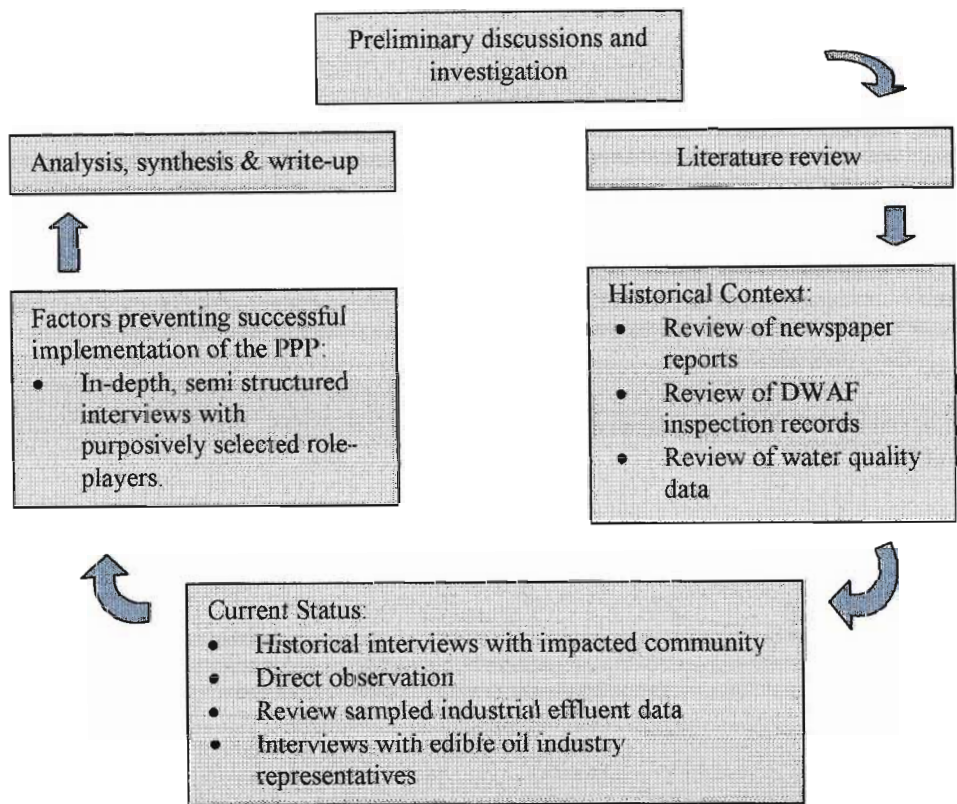 Preliminary discussions and
investigation
Literature review
Historical Context:
• Review of newspaper
reports
• Review of DWAF
inspection records
• Review of water quality
data
Current Status:
• Historical interviews with impacted community
• Direct observation
• Review sampled industrial effluent data
• Interviews with edible oil industry
representatives
Factors preventing successful
implementation of the PPP:
• In-depth, semi structured
interviews with
purposively selected role-
players.
Analysis, synthesis & write-up